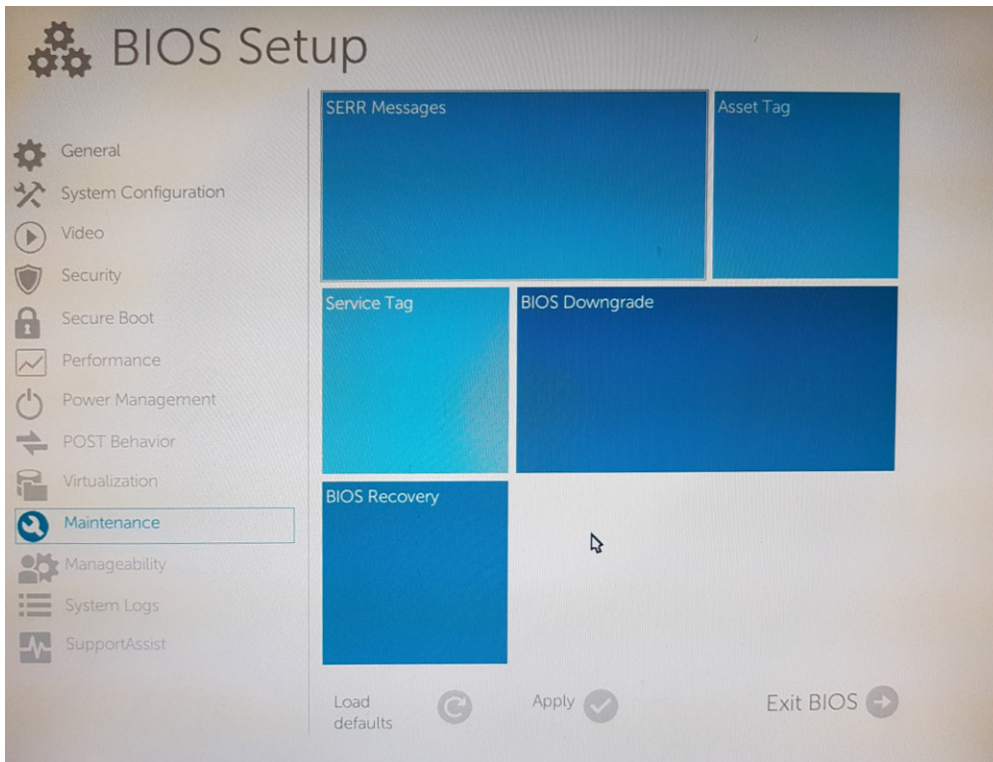 BIOS Setup
General
System Configuration
Video
Security
Secure Boot
Performance
Power Management
POST Behavior
Virtualization
Maintenance
Manageability
System Logs
SupportAssist
SERR Messages
Asset Tag
Service Tag
BIOS Downgrade
BIOS Recovery
Load
defaults
Apply
Exit BIOS